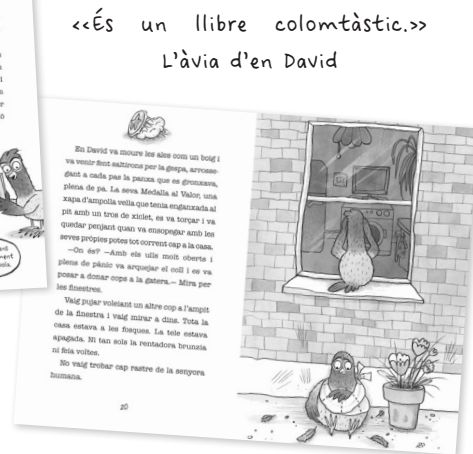 ‹‹És un llibre colomtàstic.››
L'àvia d'en David
En David va moure les ales com un boig i
va venir fent saltirons per la gespa, arrosse-
gant a cada pas la panxa que es gronxava,
plena de pa. La seva Medalla al Valor, una
xapa d'ampolla vella que tenia enganxada al
pit amb un tros de xiclet, es va torçar i va
quedar penjant quan va ensopegar amb les
seves pròpies potes tot corrent cap a la casa.
—On és? —Amb els ulls molt oberts i
plens de pànic va arquejar el coll i es va
posar a donar cops a la gatera.— Mira per
les finestres.
Vaig pujar voleiant un altre cop a l'ampit
de la finestra i vaig mirar a dins. Tota la
casa estava a les fosques. La tele estava
apagada. Ni tan sols la rentadora brunzia
ni feia voltes.
No vaig trobar cap rastre de la senyora
humana.
20